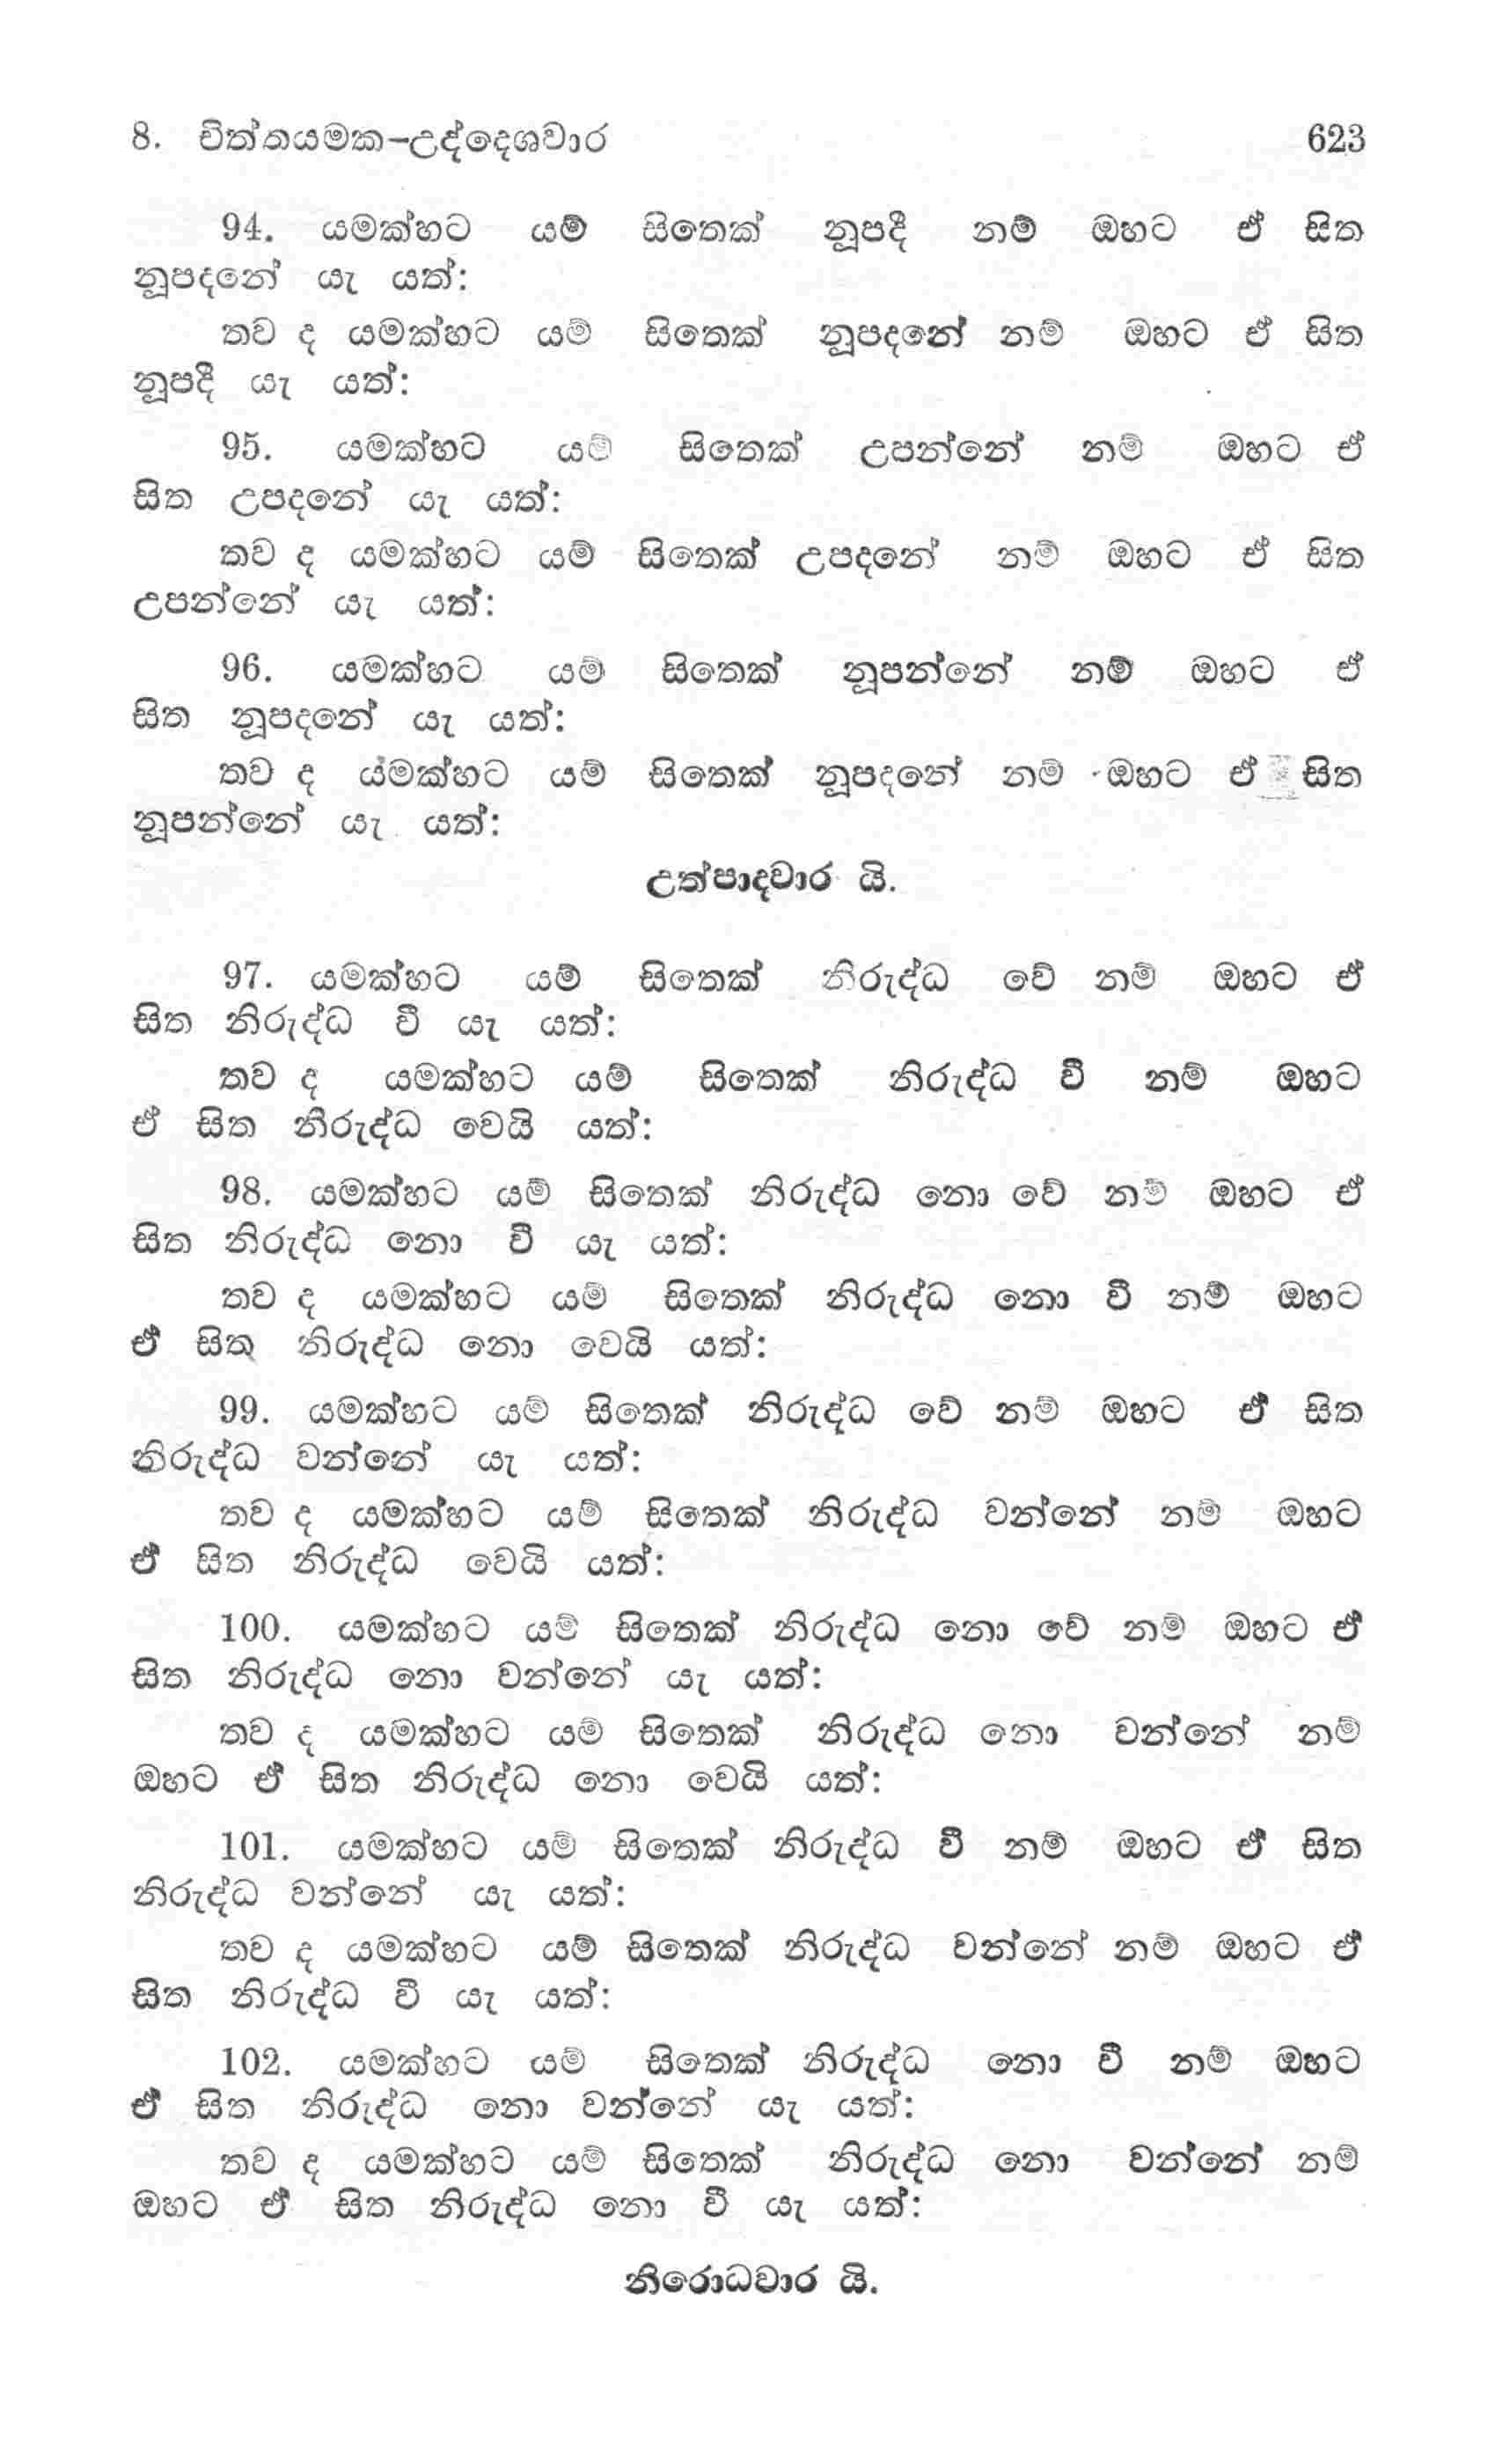 8. චිත්තයමක-උද්දෙශවාර 623
94. යමක්හට යම් සිතෙක් නූපදී නම් ඔහට ඒ සිත
නූපදනේ යැ යත්:
තව ද යමක්හට යම් සිතෙක් නූපදනේ නම් ඔහට ඒ සිත
නූපදී යැ යත්:
95. යමක්හට යම් සිතෙක් උපන්නේ නම් ඔහට ඒ
සිත උපදනේ යැ යත්:
තව ද යමක්හට යම් සිතෙක් උපදනේ නම් ඔහට ඒ සිත
උපන්නේ යැ යත්:
96. යමක්හට යම් සිතෙක් නූපන්නේ නම් ඔහට ඒ
සිත නූපදනේ යැ යත්:
තව ද යමක්හට යම් සිතෙක් නූපදනේ නම් ඔහට ඒ සිත
නූපන්නේ යැ යත්:
උත්පාදවාර යි.
97. යමක්හට යම් සිතෙක් නිරුද්ධ වේ නම් ඔහට ඒ
සිත නිරුද්ධ වී යැ යත්:
තව ද යමක්හට යම් සිතෙක් නිරුද්ධ වී නම් ඔහට
ඒ සිත නිරුද්ධ වෙයි යත්:
98. යමක්හට යම් සිතෙක් නිරුද්ධ නො වේ නම් ඔහට ඒ
සිත නිරුද්ධ නො වී යැ යත්:
තව ද යමක්හට යම් සිතෙක් නිරුද්ධ නො වී නම් ඔහට
ඒ සිත නිරුද්ධ නො වෙයි යත්:
99. යමක්හට යම් සිතෙක් නිරුද්ධ වේ නම් ඔහට ඒ සිත
නිරුද්ධ වන්නේ යැ යත්:
තව ද යමක්හට යම් සිතෙක් නිරුද්ධ වන්නේ නම් ඔහට
ඒ සිත නිරුද්ධ වෙයි යත්:
100. යමක්හට යම් සිතෙක් නිරුද්ධ නො වේ නම් ඔහට ඒ
සිත නිරුද්ධ නො වන්නේ යැ යත්:
තව ද යමක්හට යම් සිතෙක් නිරුද්ධ නො වන්නේ නම්
ඔහට ඒ සිත නිරුද්ධ නො වෙයි යත්:
101. යමක්හට යම් සිතෙක් නිරුද්ධ වී නම් ඔහට ඒ සිත
නිරුද්ධ වන්නේ යැ යත්:
තව ද යමක්හට යම් සිතෙක් නිරුද්ධ වන්නේ නම් ඔහට ඒ
සිත නිරුද්ධ වී යැ යත්:
102. යමක්හට යම් සිතෙක් නිරුද්ධ නො වී නම් ඔහට
ඒ සිත නිරුද්ධ නො වන්නේ යැ යත්:
තව ද යමක්හට යම් සිතෙක් නිරුද්ධ නො වන්නේ නම්
ඔහට ඒ සිත නිරුද්ධ නො වී යැ යත්:
නිරොධවාර යි.